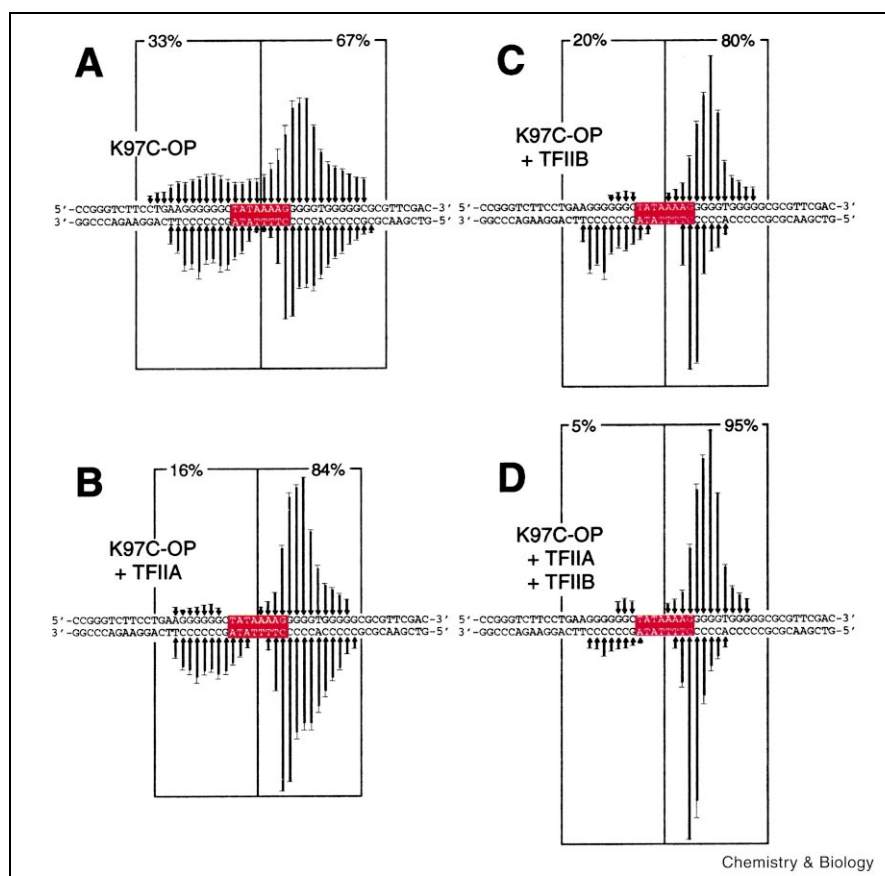 A
33%
67%
K97C-OP
5'-CCGGGTCTTCCTGAAGGGGGGCTATAAAAGGGGGTGGGGGCGCGTTCGAC-3'
3'-GGCCCAGAAGGACTTCCCCCCGATATTTTCCCCCACCCCCGCGCAAGCTG-5'
C
20%
80%
K97C-OP
+ TFIIB
5'-CCGGGTCTTCCTGAAGGGGGGCTATAAAAGGGGGTGGGGGCGCGTTCGAC-3'
3'-GGCCCAGAAGGACTTCCCCCCGATATTTTCCCCCACCCCCGCGCAAGCTG-5'
B
16%
84%
K97C-OP
+ TFIIA
5'-CCGGGTCTTCCTGAAGGGGGGCTATAAAAGGGGGTGGGGGCGCGTTCGAC-3'
3'-GGCCCAGAAGGACTTCCCCCCGATATTTTCCCCCACCCCCGCGCAAGCTG-5'
D
5%
95%
K97C-OP
+ TFIIA
+ TFIIB
5'-CCGGGTCTTCCTGAAGGGGGGCTATAAAAGGGGGTGGGGGCGCGTTCGAC-3'
3'-GGCCCAGAAGGACTTCCCCCCGATATTTTCCCCCACCCCCGCGCAAGCTG-5'
Chemistry & Biology